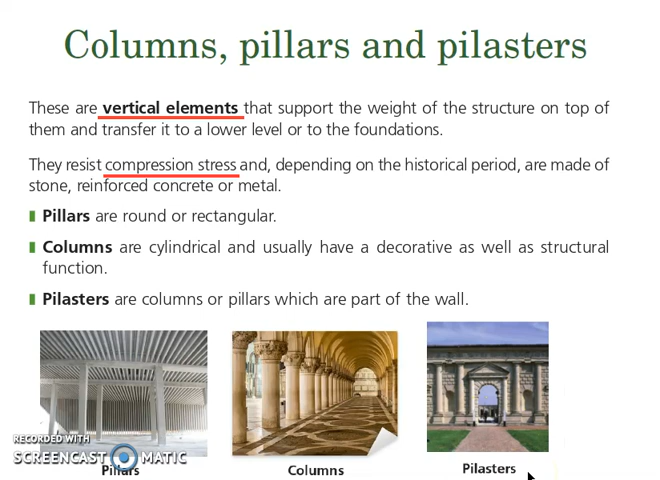 Columns, pillars and pilasters
These are vertical elements that support the weight of the structure on top of
them and transfer it to a lower level or to the foundations.
They resist compression stress and, depending on the historical period, are made of
stone, reinforced concrete or metal.
Pillars are round or rectangular.
Columns are cylindrical and usually have a decorative as well as structural
function.
Pilasters are columns or pillars which are part of the wall.
RECORDED WITH
SCREENCAST MATIC
Pillars
Columns
Pilasters